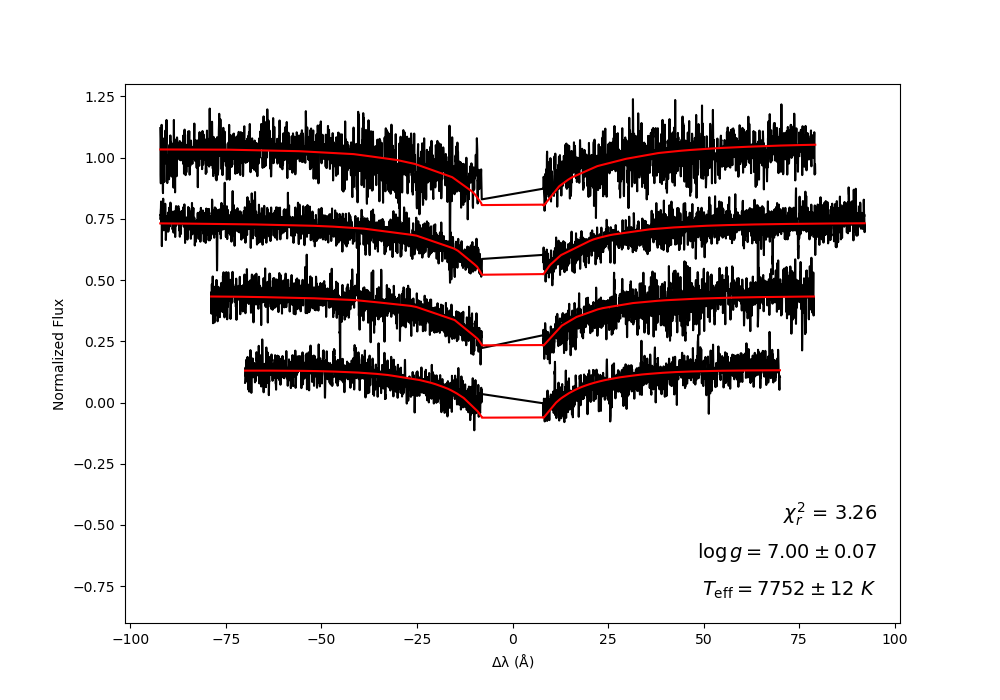 Normalized Flux
1.25
1.00
0.75
0.50
0.25
0.00
−0.25
−0.50
−0.75
χ²ᵣ = 3.26
log g = 7.00 ± 0.07
T_eff = 7752 ± 12 K
−100 −75 −50 −25 0 25 50 75 100
Δλ (Å)